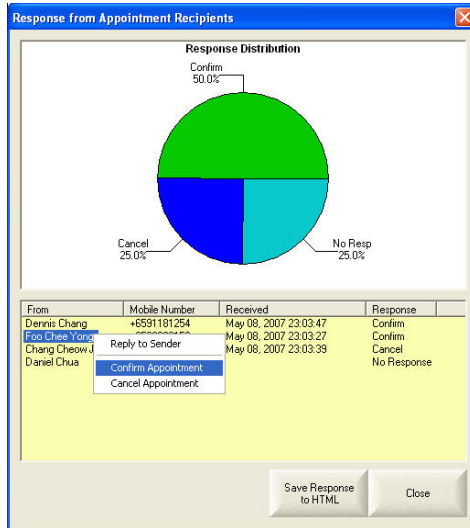 Response from Appointment Recipients
Response Distribution
Confirm
50.0%
Cancel
25.0%
No Resp
25.0%
From Mobile Number Received Response
Dennis Chang +6591181254 May 08, 2007 23:03:47 Confirm
Foo Chee Yong May 08, 2007 23:03:27 Confirm
Chang Cheow J May 08, 2007 23:03:39 Cancel
Daniel Chua No Response
Reply to Sender
Confirm Appointment
Cancel Appointment
Save Response
to HTML
Close